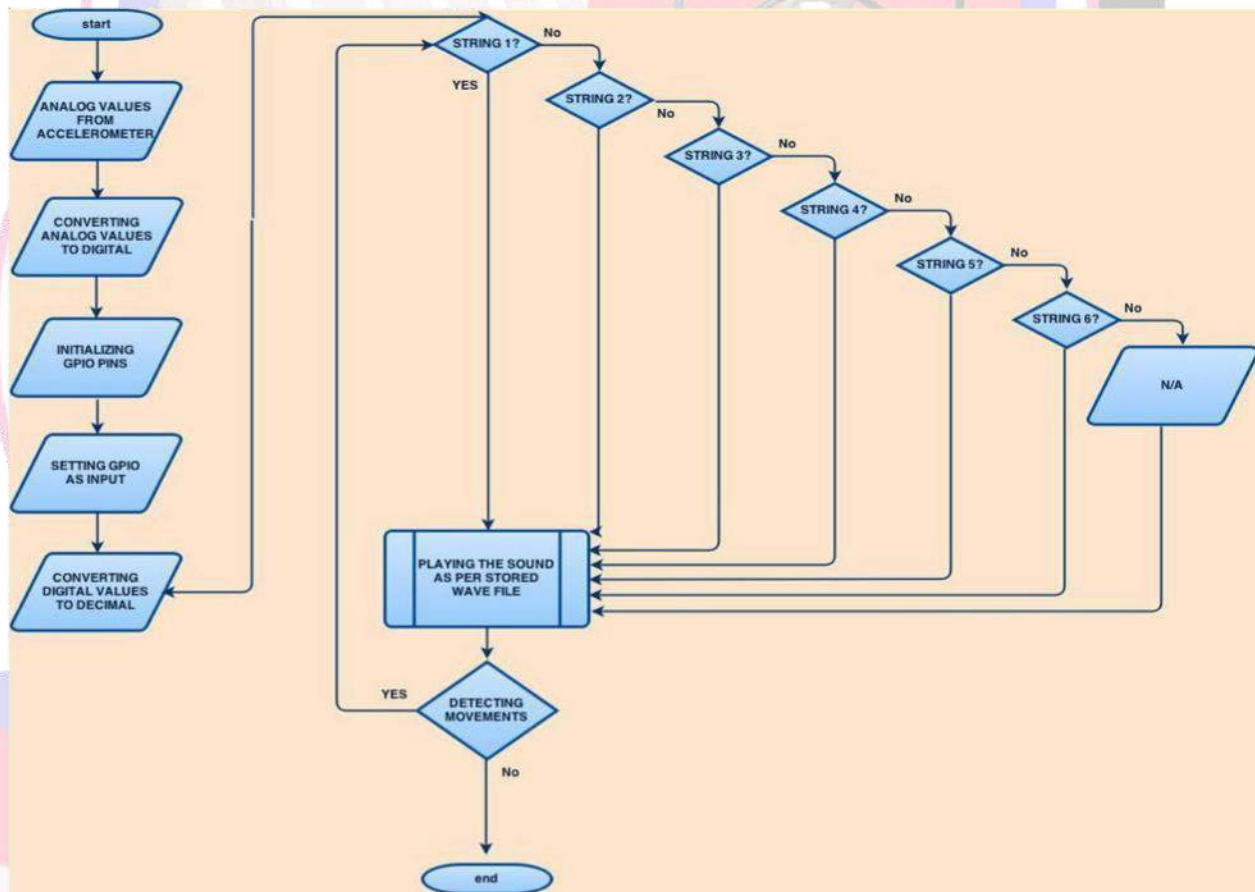 start
ANALOG VALUES
FROM
ACCELEROMETER
CONVERTING
ANALOG VALUES
TO DIGITAL
INITIALIZING
GPIO PINS
SETTING GPIO
AS INPUT
CONVERTING
DIGITAL VALUES
TO DECIMAL
STRING 1?
No
YES
STRING 2?
No
STRING 3?
No
STRING 4?
No
STRING 5?
No
STRING 6?
No
N/A
PLAYING THE SOUND
AS PER STORED
WAVE FILE
YES
DETECTING
MOVEMENTS
No
end